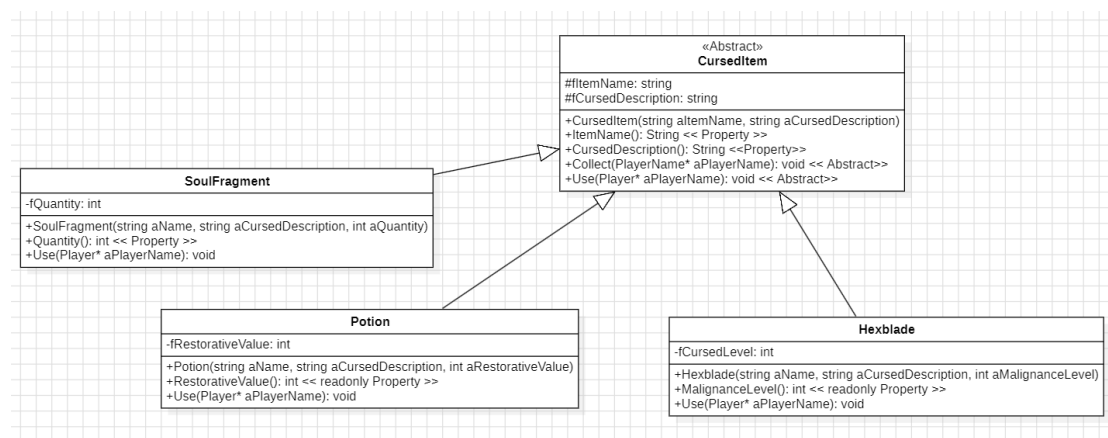 «Abstract»
CursedItem
#fItemName: string
#fCursedDescription: string
+CursedItem(string aItemName, string aCursedDescription)
+ItemName(): String << Property >>
+CursedDescription(): String <<Property>>
+Collect(PlayerName* aPlayerName): void << Abstract>>
+Use(Player* aPlayerName): void << Abstract>>
SoulFragment
-fQuantity: int
+SoulFragment(string aName, string aCursedDescription, int aQuantity)
+Quantity(): int << Property >>
+Use(Player* aPlayerName): void
Potion
-fRestorativeValue: int
+Potion(string aName, string aCursedDescription, int aRestorativeValue)
+RestorativeValue(): int << readonly Property >>
+Use(Player* aPlayerName): void
Hexblade
-fCursedLevel: int
+Hexblade(string aName, string aCursedDescription, int aMalignanceLevel)
+MalignanceLevel(): int << readonly Property >>
+Use(Player* aPlayerName): void